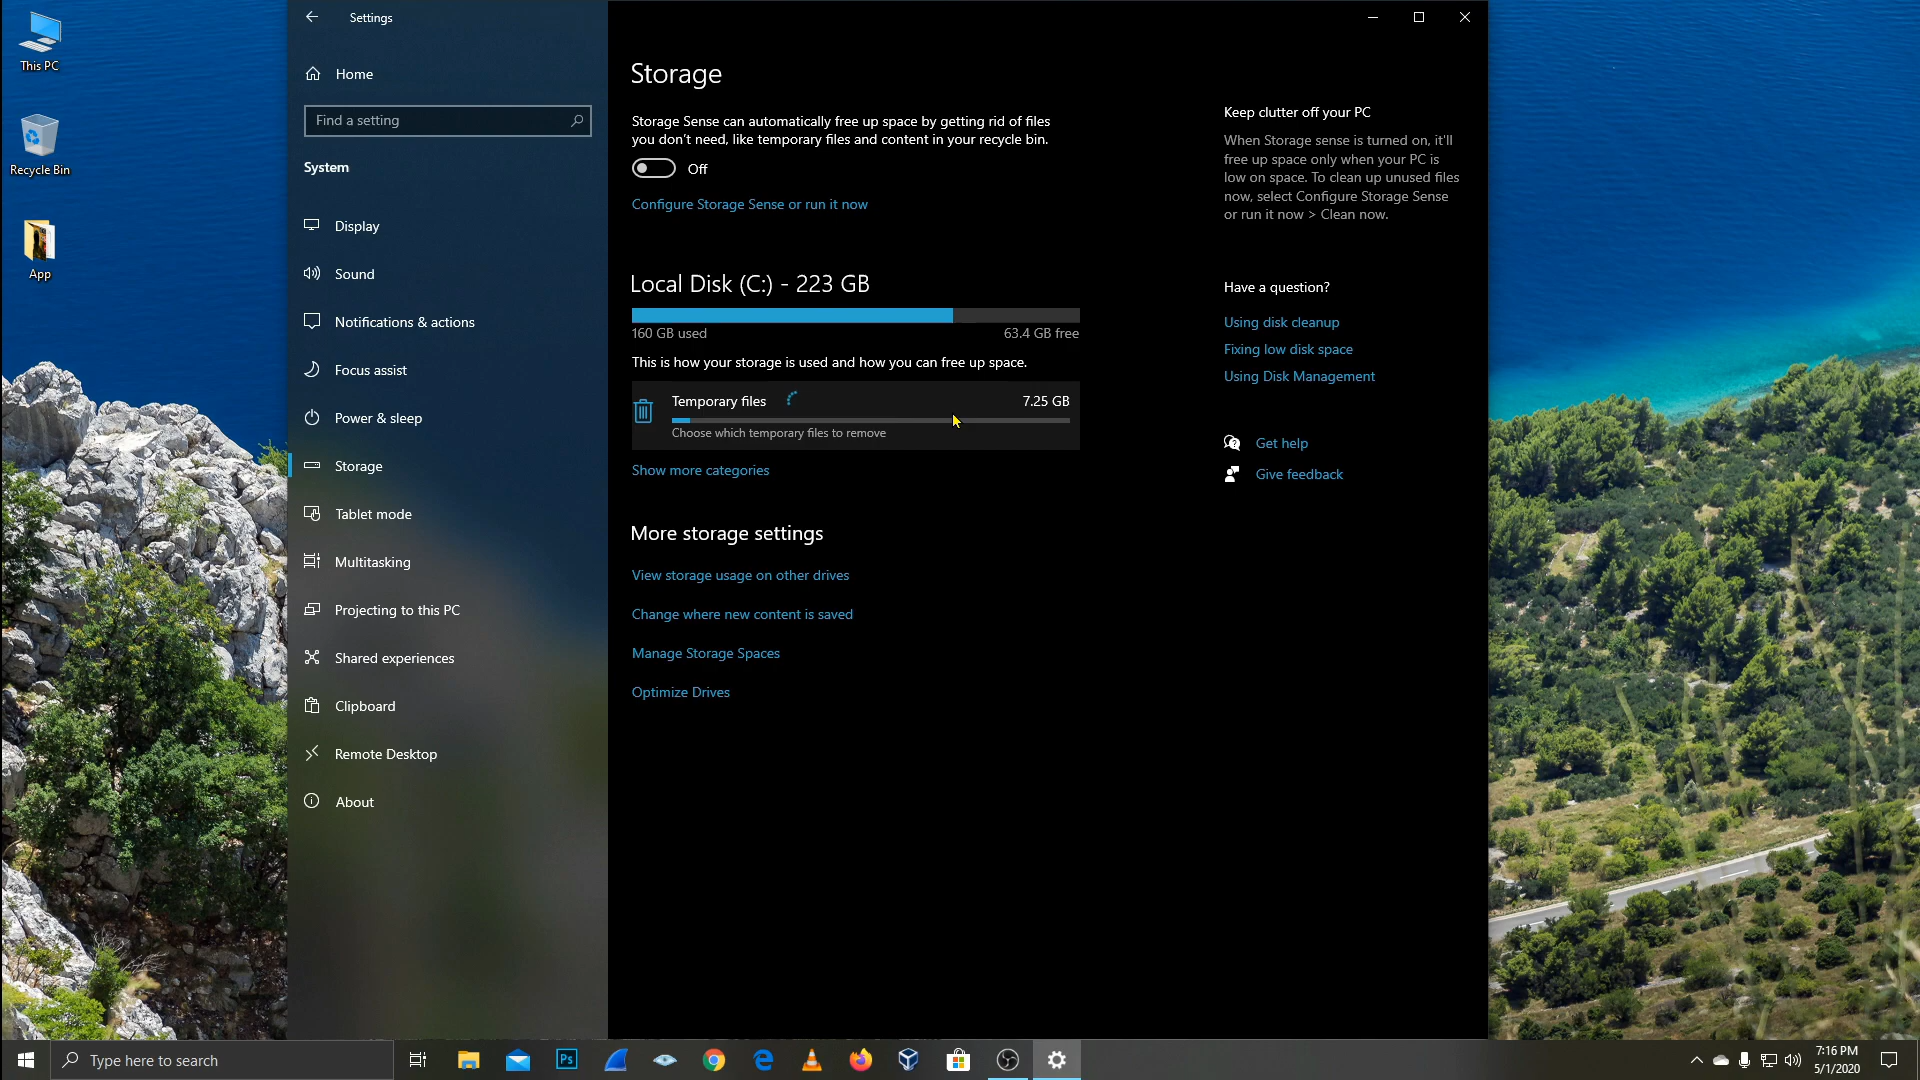 This PC
Recycle Bin
App
Settings
Home
Find a setting
System
Display
Sound
Notifications & actions
Focus assist
Power & sleep
Storage
Tablet mode
Multitasking
Projecting to this PC
Shared experiences
Clipboard
Remote Desktop
About
Storage
Storage Sense can automatically free up space by getting rid of files
you don't need, like temporary files and content in your recycle bin.
Off
Configure Storage Sense or run it now
Local Disk (C:) - 223 GB
160 GB used
63.4 GB free
This is how your storage is used and how you can free up space.
Temporary files
7.25 GB
Choose which temporary files to remove
Show more categories
More storage settings
View storage usage on other drives
Change where new content is saved
Manage Storage Spaces
Optimize Drives
Keep clutter off your PC
When Storage sense is turned on, it'll
free up space only when your PC is
low on space. To clean up unused files
now, select Configure Storage Sense
or run it now > Clean now.
Have a question?
Using disk cleanup
Fixing low disk space
Using Disk Management
Get help
Give feedback
Type here to search
Ps
7:16 PM
5/1/2020